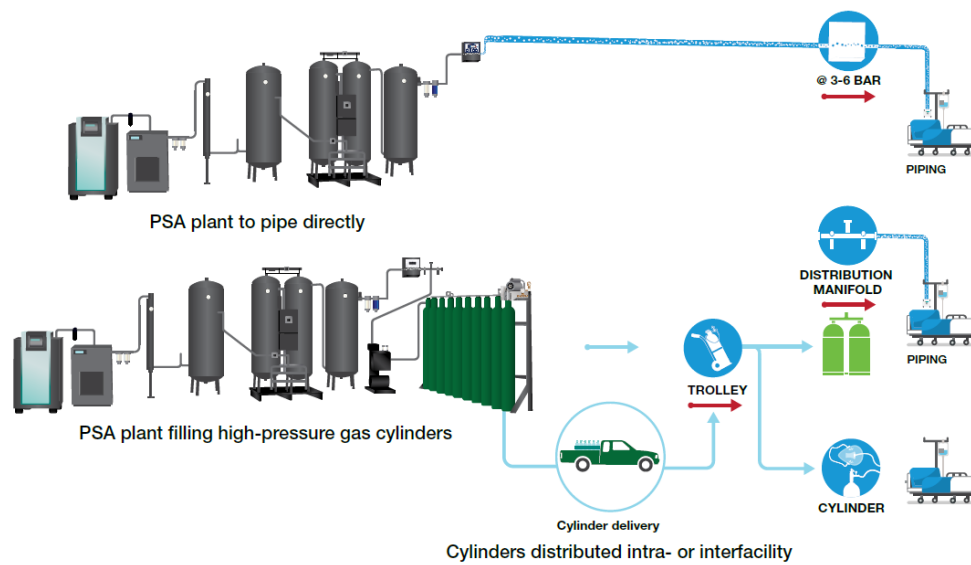 @ 3-6 BAR
PIPING
PSA plant to pipe directly
DISTRIBUTION
MANIFOLD
PIPING
TROLLEY
PSA plant filling high-pressure gas cylinders
CYLINDER
Cylinder delivery
Cylinders distributed intra- or interfacility